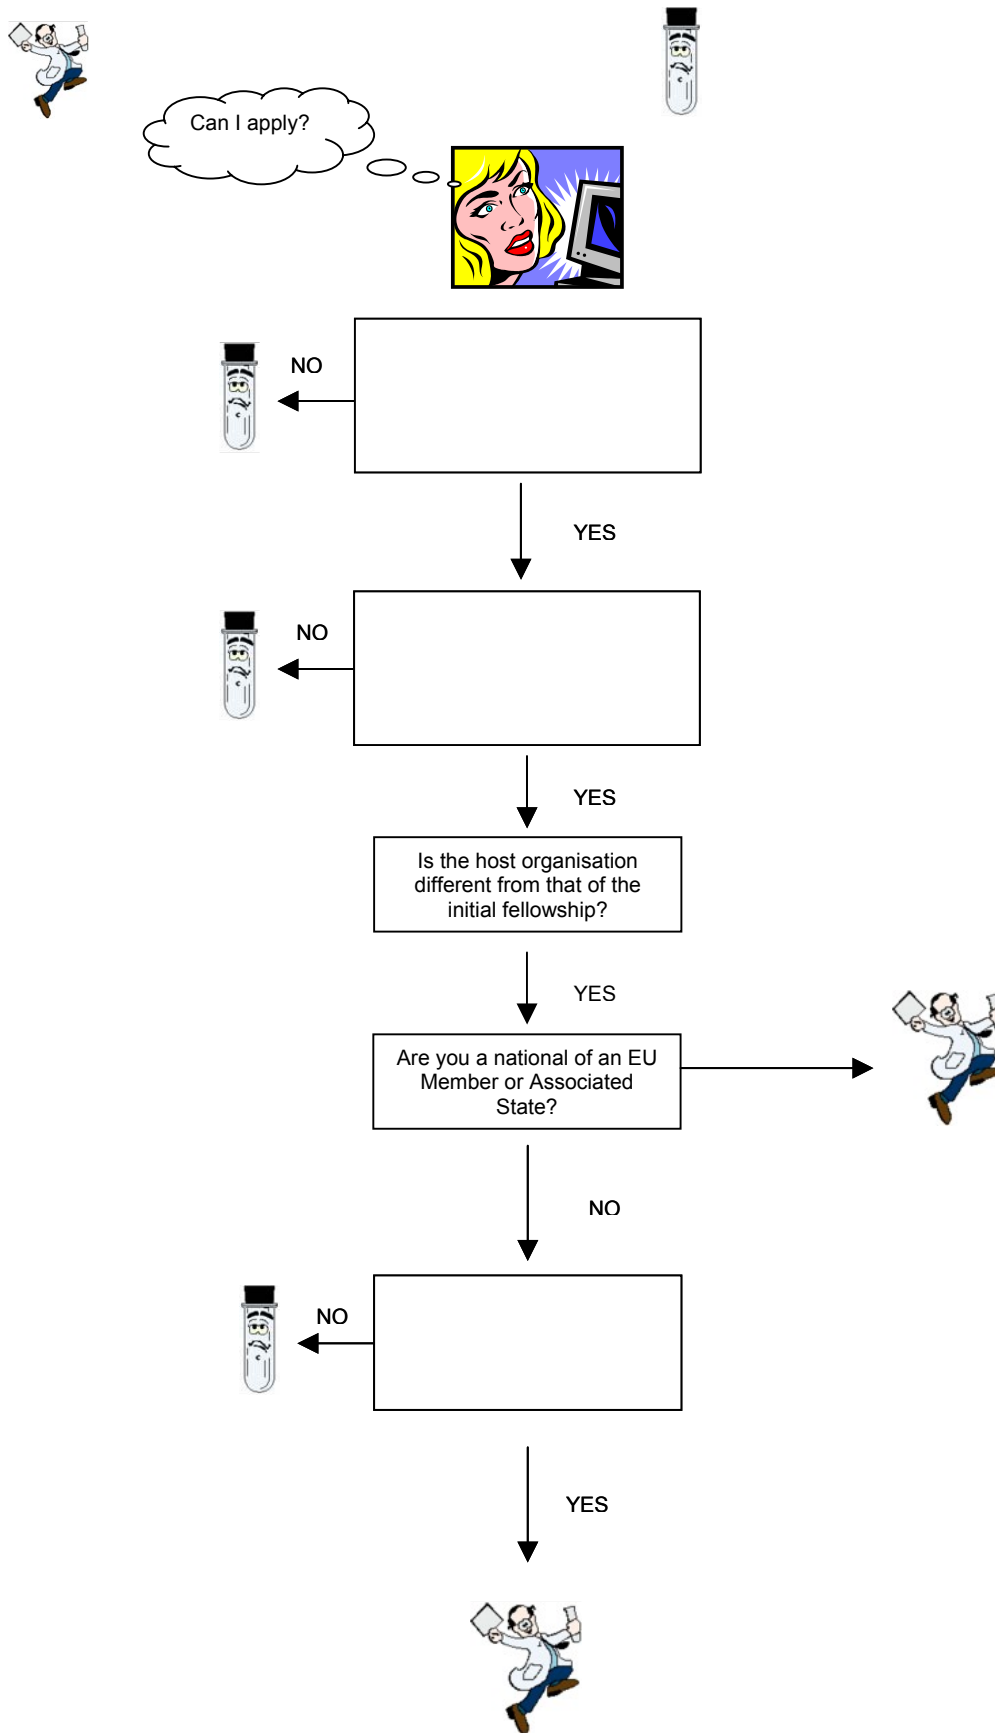 Can I apply?
NO
YES
NO
YES
Is the host organisation
different from that of the
initial fellowship?
YES
Are you a national of an EU
Member or Associated
State?
NO
NO
YES